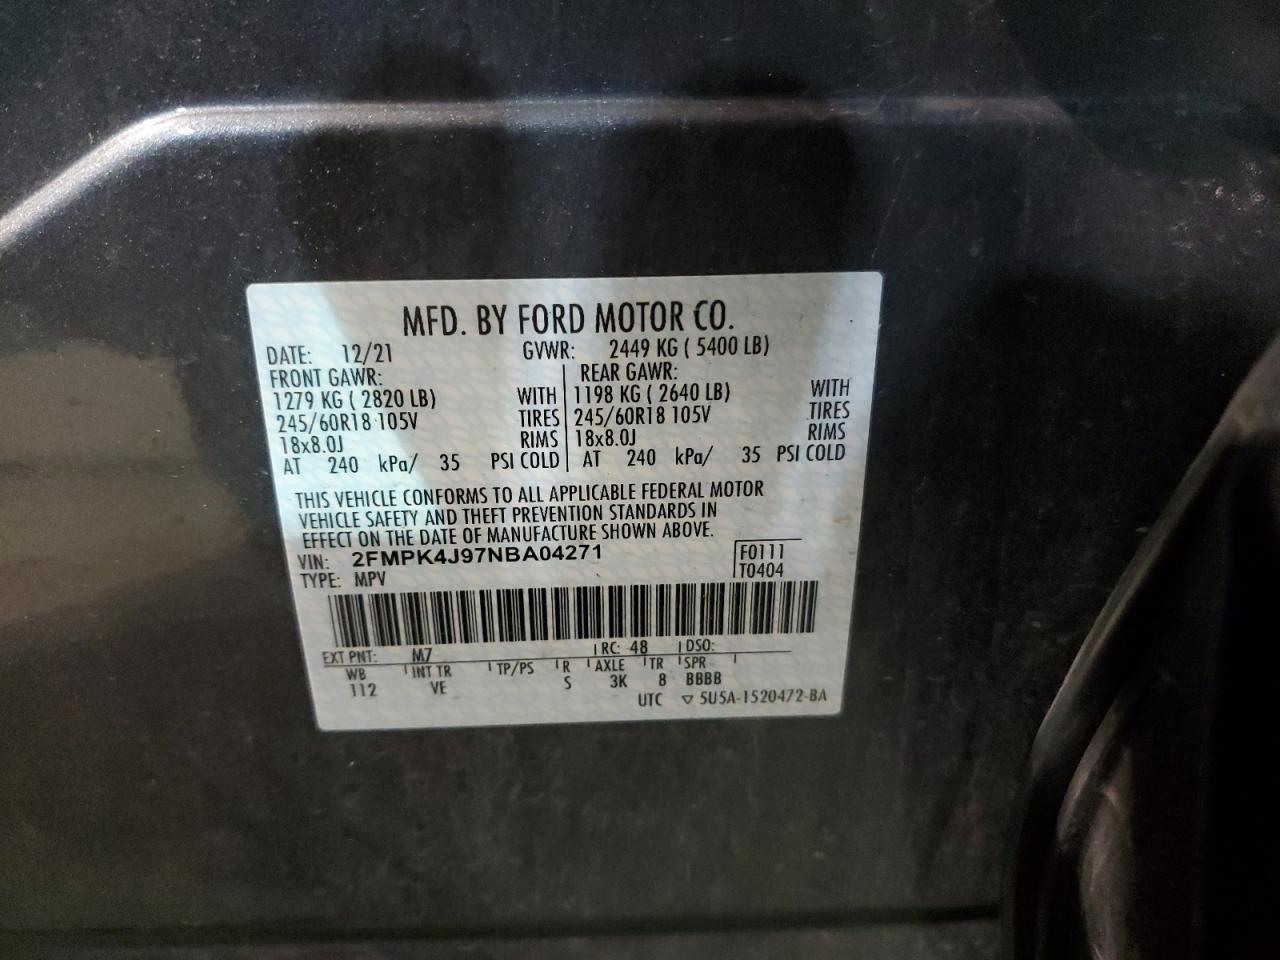 MFD. BY FORD MOTOR CO.
DATE: 12/21 GVWR: 2449 KG ( 5400 LB)
FRONT GAWR: REAR GAWR:
1279 KG ( 2820 LB) WITH 1198 KG ( 2640 LB) WITH
245/60R18 105V TIRES 245/60R18 105V TIRES
18x8.0J RIMS 18x8.0J RIMS
AT 240 kPa/ 35 PSI COLD AT 240 kPa/ 35 PSI COLD
THIS VEHICLE CONFORMS TO ALL APPLICABLE FEDERAL MOTOR
VEHICLE SAFETY AND THEFT PREVENTION STANDARDS IN
EFFECT ON THE DATE OF MANUFACTURE SHOWN ABOVE.
VIN: 2FMPK4J97NBA04271 F0111
TYPE: MPV T0404
EXT PNT: M7 RC: 48 DSO:
WB INT TR TP/PS R AXLE TR SPR
112 VE S 3K 8 BBBB
UTC ▽ 5U5A-1520472-BA